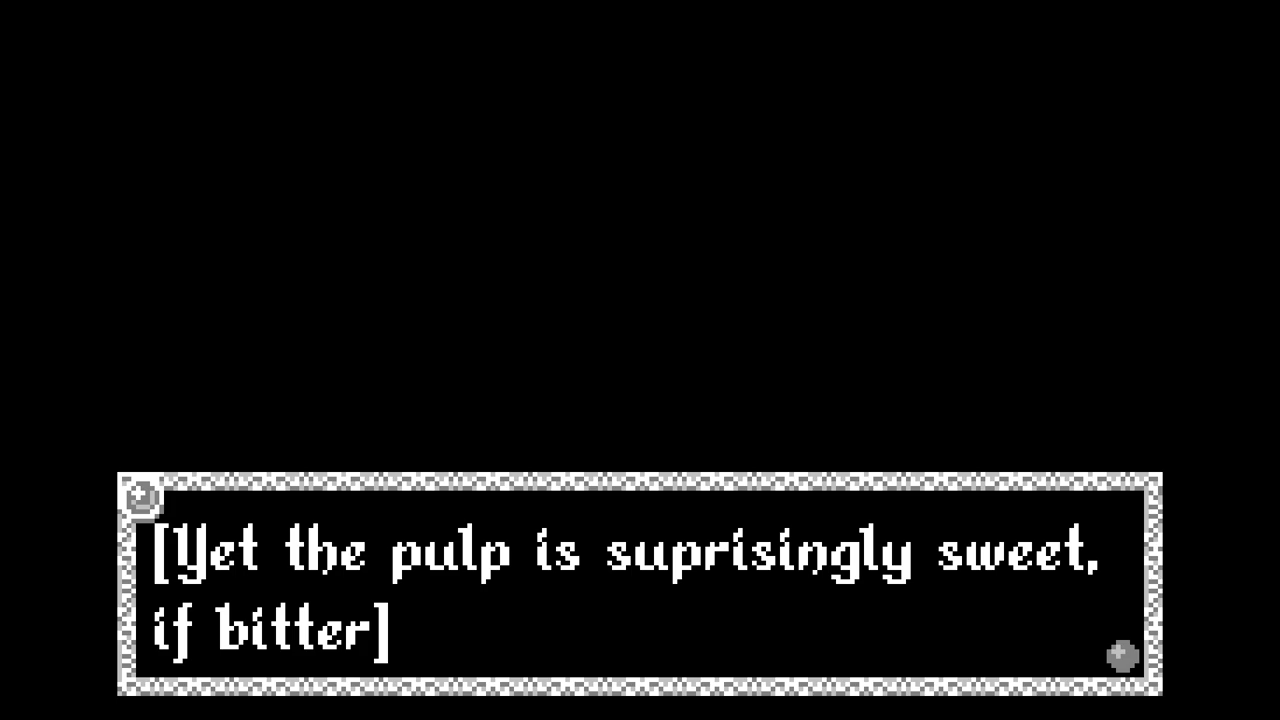 [Yet the pulp is suprisingly sweet,
if bitter]